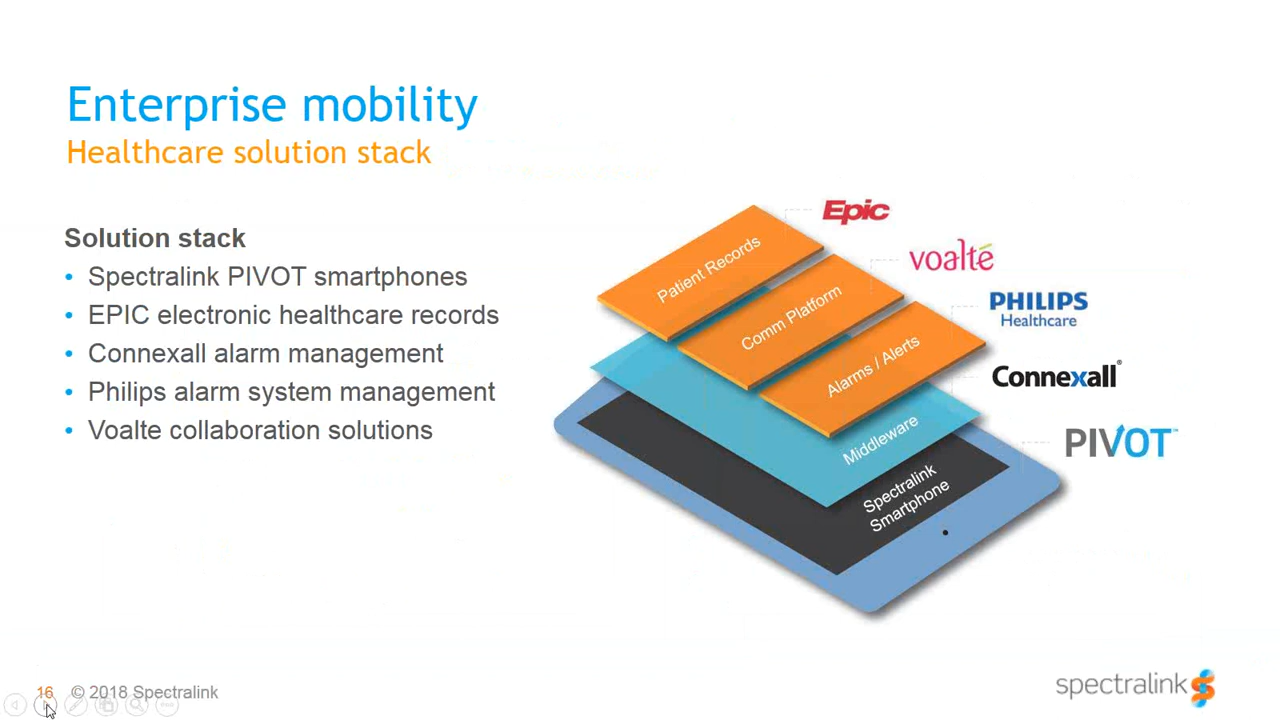 Enterprise mobility
Healthcare solution stack
Solution stack
• Spectralink PIVOT smartphones
• EPIC electronic healthcare records
• Connexall alarm management
• Philips alarm system management
• Voalte collaboration solutions
Patient Records
Comm Platform
Alarms / Alerts
Middleware
Spectralink
Smartphone
Epic
voalté
PHILIPS
Healthcare
Connexall®
PIVOT™
16 © 2018 Spectralink
spectralink